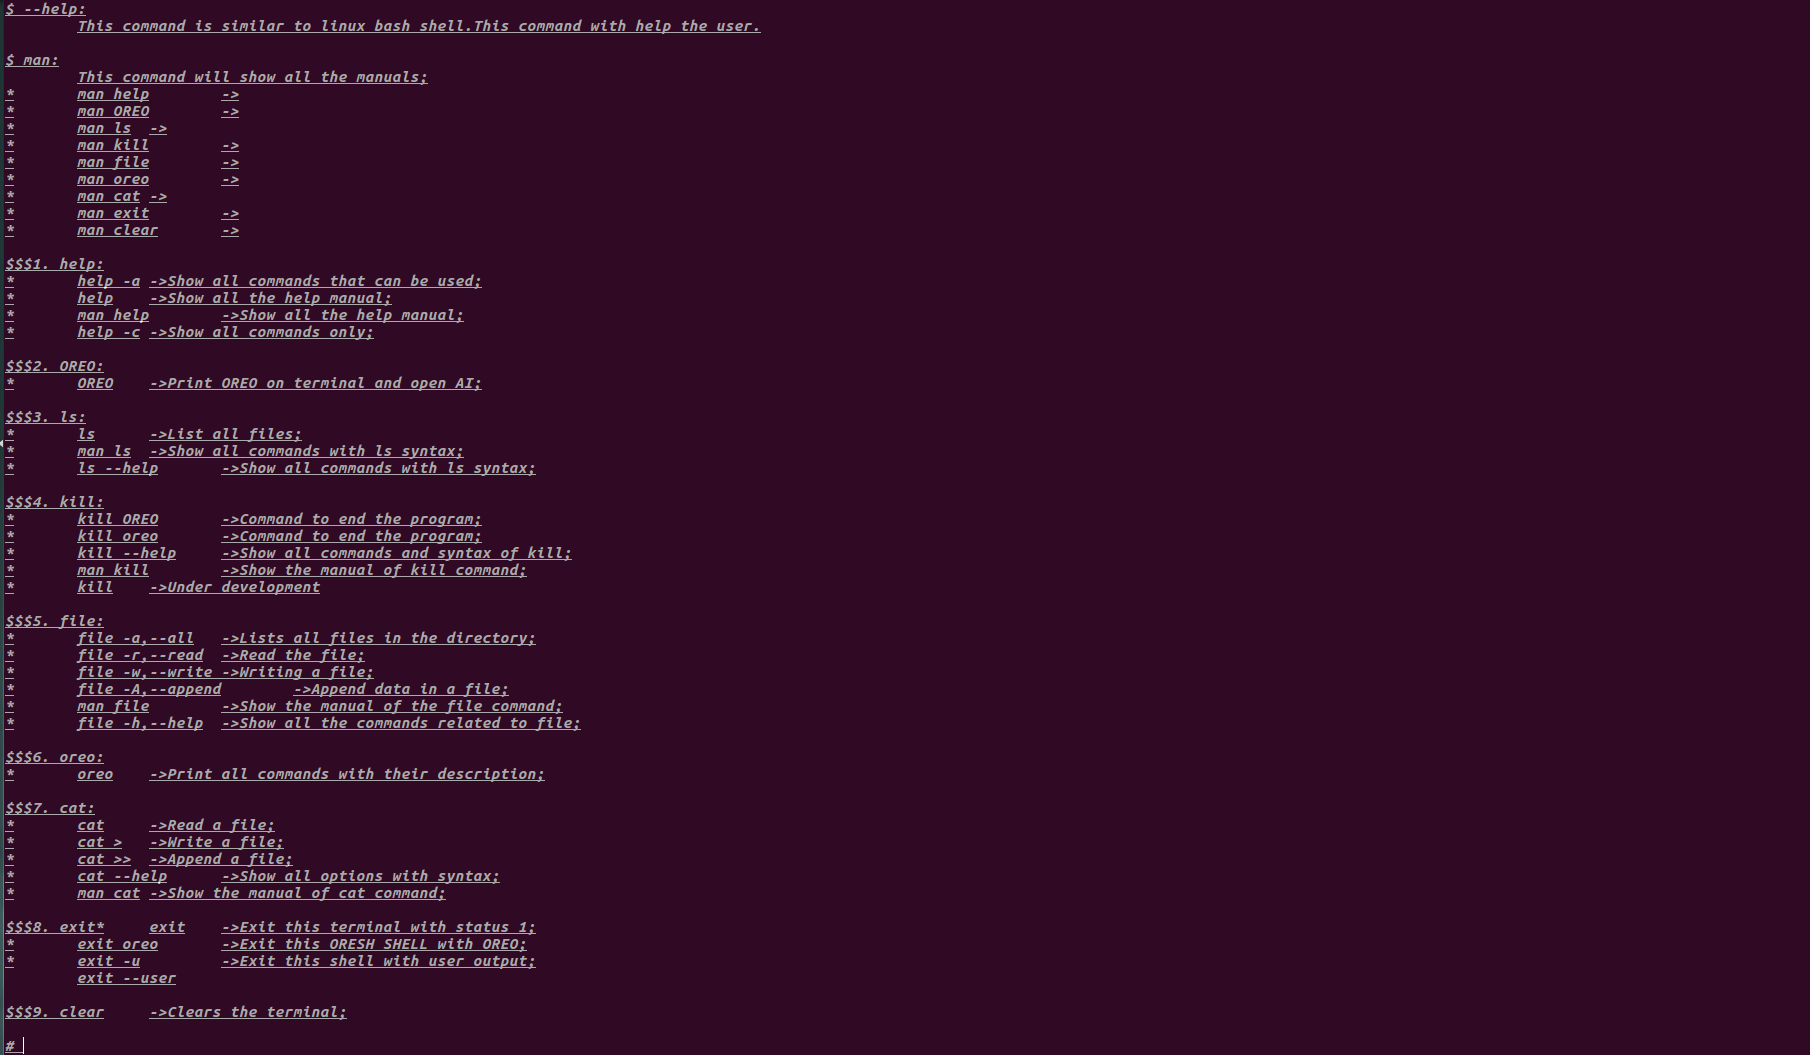 $ --help:
This command is similar to linux bash shell.This command with help the user.
$ man:
This command will show all the manuals;
* man help ->
* man OREO ->
* man ls ->
* man kill ->
* man file ->
* man oreo ->
* man cat ->
* man exit ->
* man clear ->
$$$1. help:
* help -a ->Show all commands that can be used;
* help ->Show all the help manual;
* man help ->Show all the help manual;
* help -c ->Show all commands only;
$$$2. OREO:
* OREO ->Print OREO on terminal and open AI;
$$$3. ls:
* ls ->List all files;
* man ls ->Show all commands with ls syntax;
* ls --help ->Show all commands with ls syntax;
$$$4. kill:
* kill OREO ->Command to end the program;
* kill oreo ->Command to end the program;
* kill --help ->Show all commands and syntax of kill;
* man kill ->Show the manual of kill command;
* kill ->Under development
$$$5. file:
* file -a,--all ->Lists all files in the directory;
* file -r,--read ->Read the file;
* file -w,--write ->Writing a file;
* file -A,--append ->Append data in a file;
* man file ->Show the manual of the file command;
* file -h,--help ->Show all the commands related to file;
$$$6. oreo:
* oreo ->Print all commands with their description;
$$$7. cat:
* cat ->Read a file;
* cat > ->Write a file;
* cat >> ->Append a file;
* cat --help ->Show all options with syntax;
* man cat ->Show the manual of cat command;
$$$8. exit* exit ->Exit this terminal with status 1;
* exit oreo ->Exit this ORESH SHELL with OREO;
* exit -u ->Exit this shell with user output;
exit --user
$$$9. clear ->Clears the terminal;
#